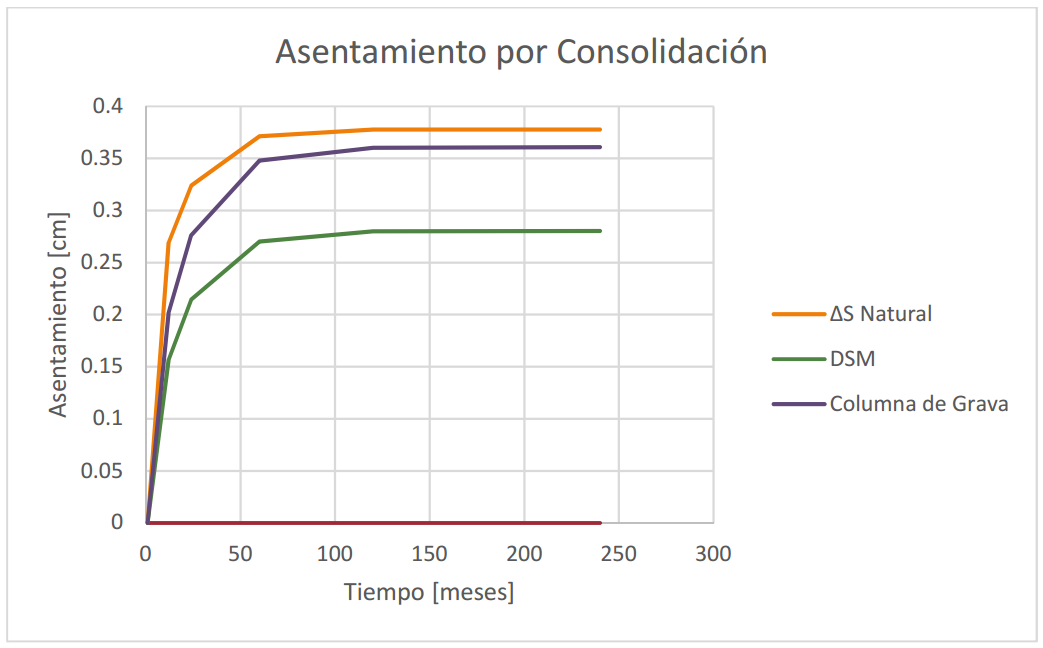 Asentamiento por Consolidación
Asentamiento [cm]
0.4
0.35
0.3
0.25
0.2
0.15
0.1
0.05
0
0 50 100 150 200 250 300
Tiempo [meses]
ΔS Natural
DSM
Columna de Grava